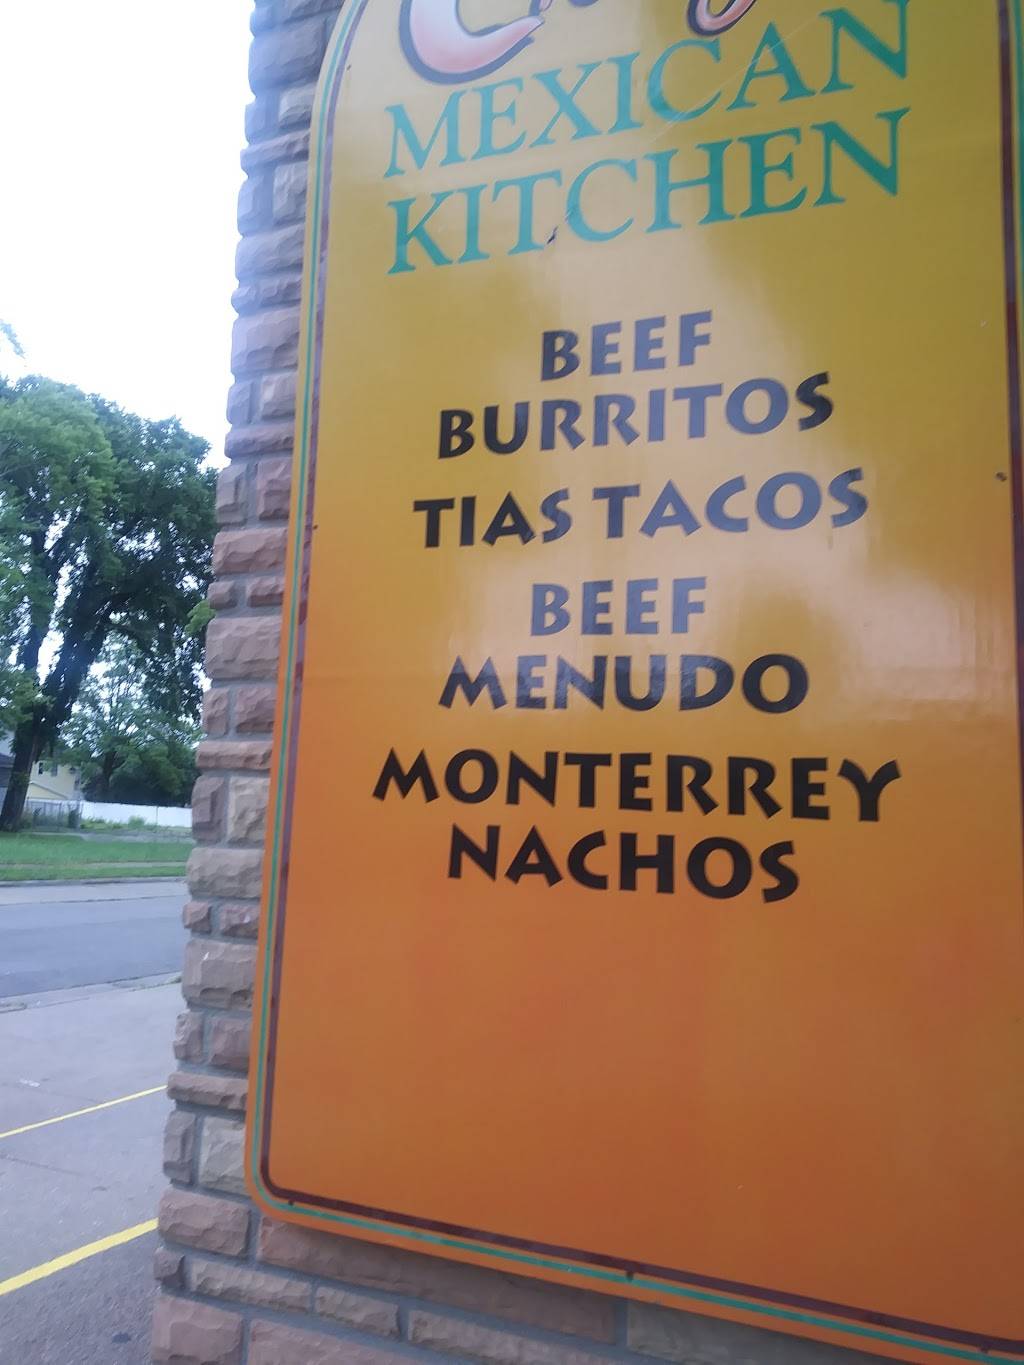 MEXICAN
KITCHEN
BEEF
BURRITOS
TIAS TACOS
BEEF
MENUDO
MONTERREY
NACHOS